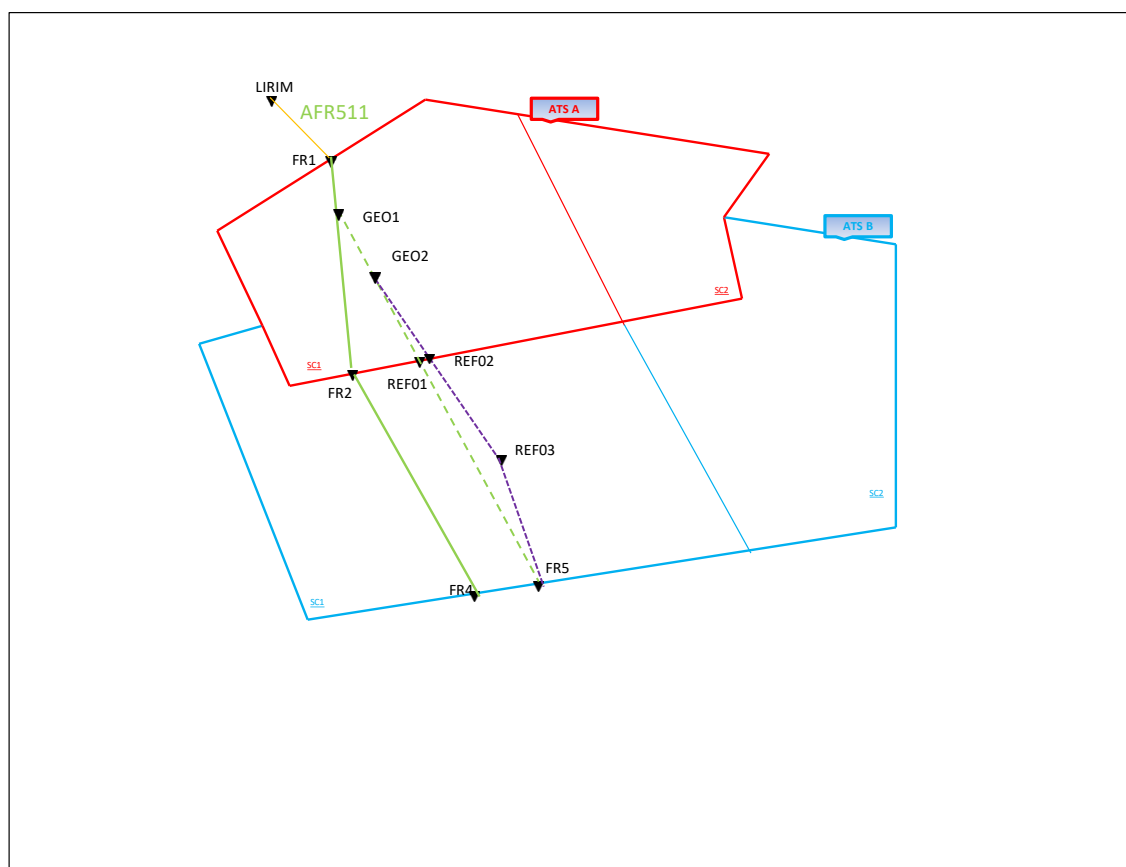 LIRIM
AFR511
ATS A
FR1
GEO1
ATS B
GEO2
SC2
SC1
REF02
REF01
FR2
REF03
SC2
FR5
FR4
SC1